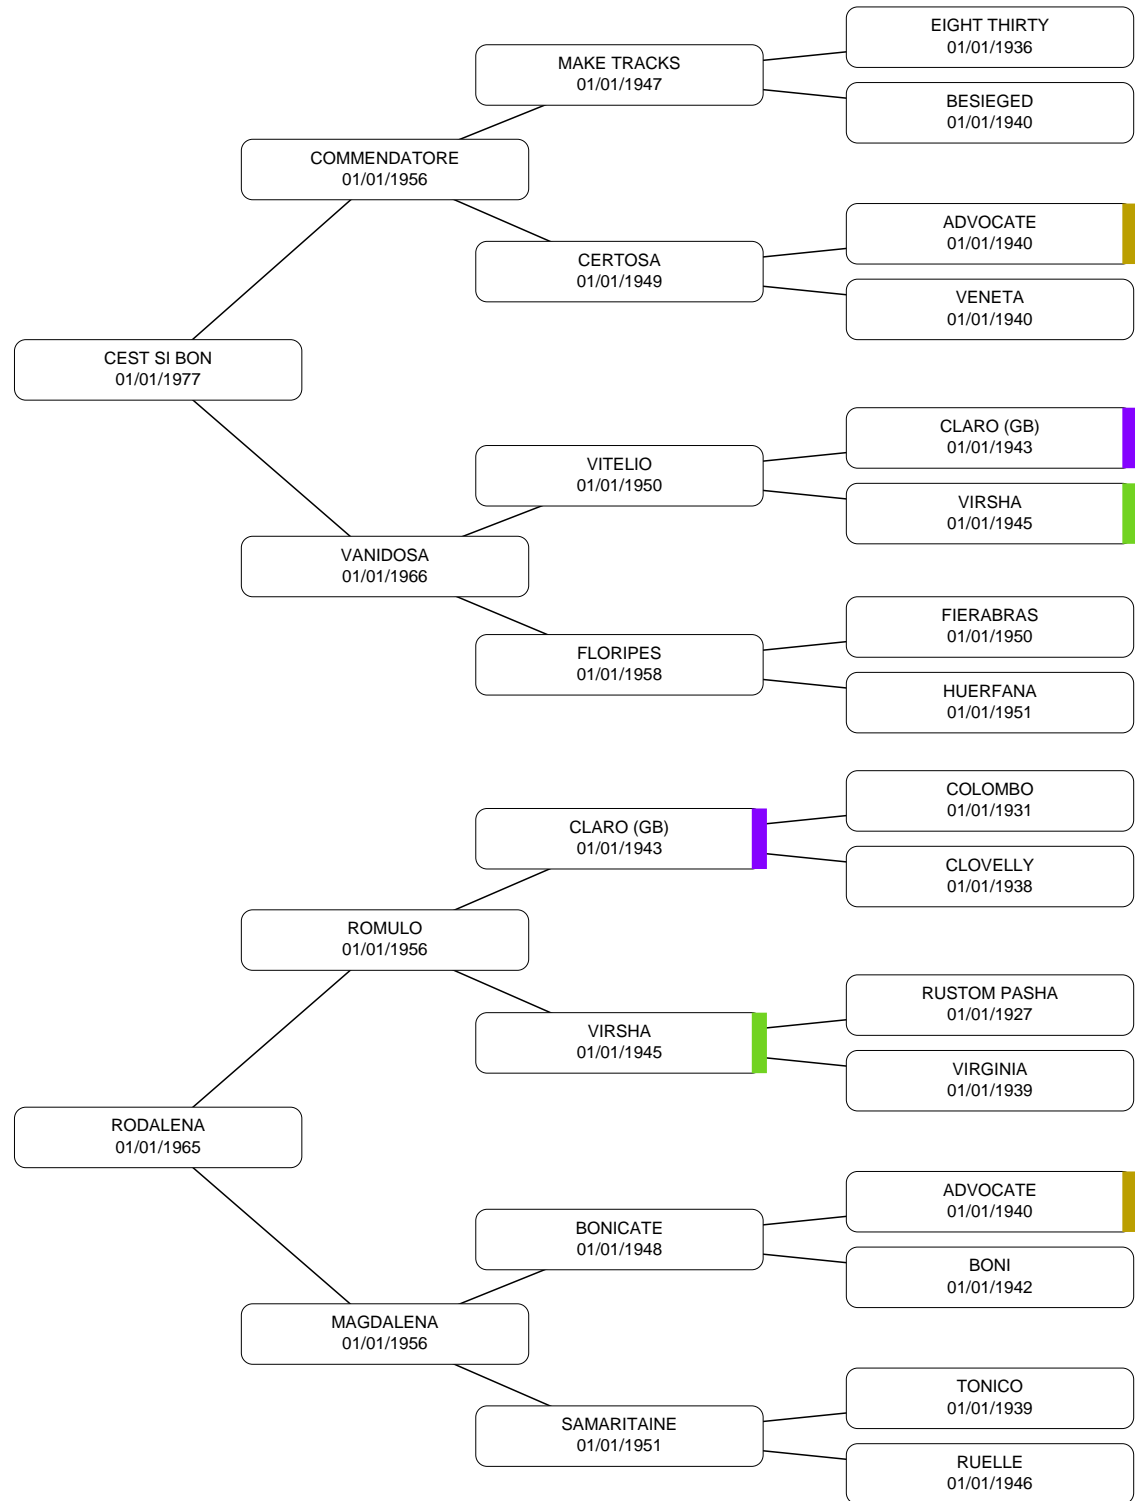 EIGHT THIRTY
01/01/1936
MAKE TRACKS
01/01/1947
BESIEGED
01/01/1940
COMMENDATORE
01/01/1956
ADVOCATE
01/01/1940
CERTOSA
01/01/1949
VENETA
01/01/1940
CEST SI BON
01/01/1977
CLARO (GB)
01/01/1943
VITELIO
01/01/1950
VIRSHA
01/01/1945
VANIDOSA
01/01/1966
FIERABRAS
01/01/1950
FLORIPES
01/01/1958
HUERFANA
01/01/1951
COLOMBO
01/01/1931
CLARO (GB)
01/01/1943
CLOVELLY
01/01/1938
ROMULO
01/01/1956
RUSTOM PASHA
01/01/1927
VIRSHA
01/01/1945
VIRGINIA
01/01/1939
RODALENA
01/01/1965
ADVOCATE
01/01/1940
BONICATE
01/01/1948
BONI
01/01/1942
MAGDALENA
01/01/1956
TONICO
01/01/1939
SAMARITAINE
01/01/1951
RUELLE
01/01/1946